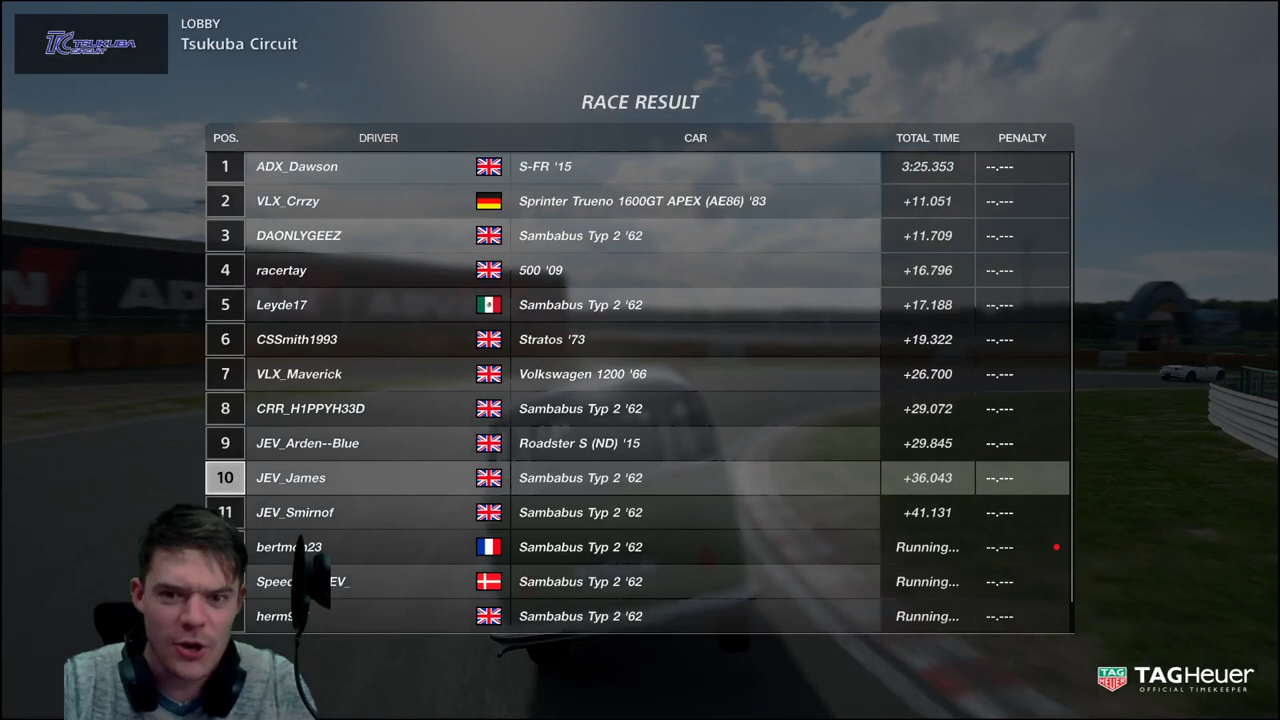 LOBBY
TC TSUKUBA CIRCUIT
Tsukuba Circuit
RACE RESULT
POS. DRIVER CAR TOTAL TIME PENALTY
1 ADX_Dawson S-FR '15 3:25.353 --.---
2 VLX_Crrzy Sprinter Trueno 1600GT APEX (AE86) '83 +11.051 --.---
3 DAONLYGEEZ Sambabus Typ 2 '62 +11.709 --.---
4 racertay 500 '09 +16.796 --.---
5 Leyde17 Sambabus Typ 2 '62 +17.188 --.---
6 CSSmith1993 Stratos '73 +19.322 --.---
7 VLX_Maverick Volkswagen 1200 '66 +26.700 --.---
8 CRR_H1PPYH33D Sambabus Typ 2 '62 +29.072 --.---
9 JEV_Arden--Blue Roadster S (ND) '15 +29.845 --.---
10 JEV_James Sambabus Typ 2 '62 +36.043 --.---
11 JEV_Smirnof Sambabus Typ 2 '62 +41.131 --.---
Sambabus Typ 2 '62 Running... --.---
Sambabus Typ 2 '62 Running... --.---
Sambabus Typ 2 '62 Running... --.---
TAG HEUER TAGHeuer
OFFICIAL TIMEKEEPER